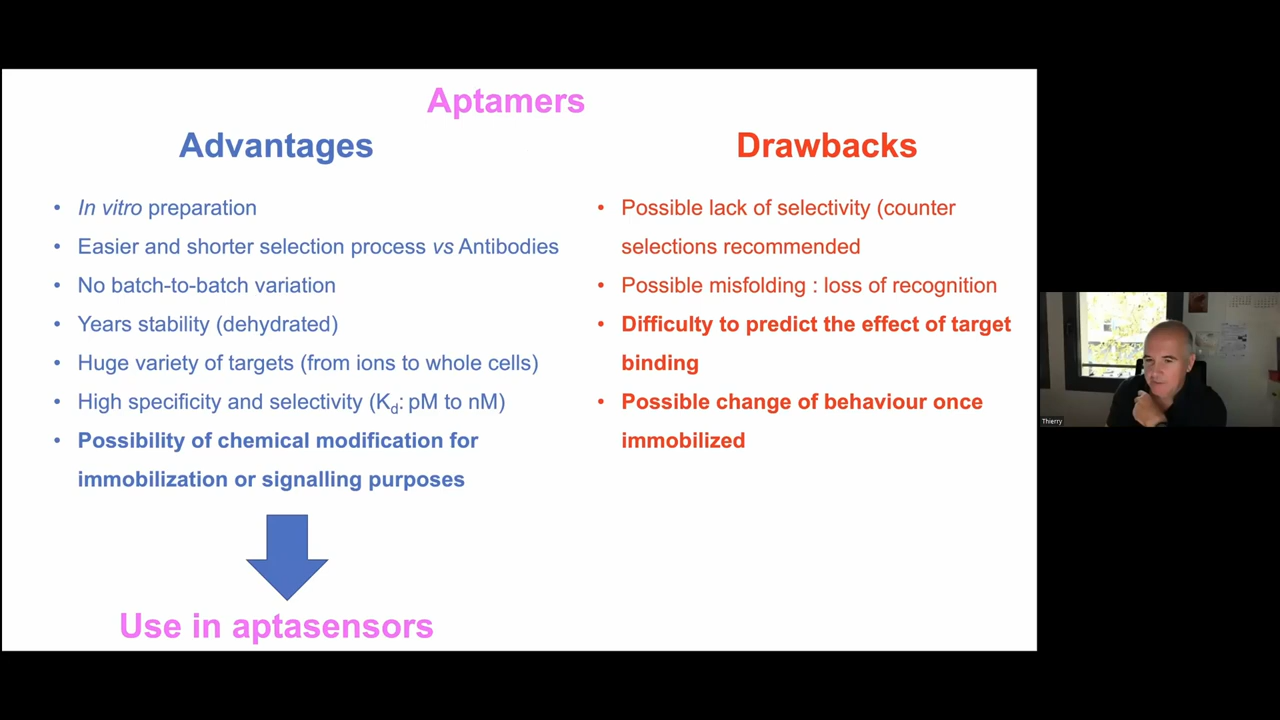 Aptamers
Advantages
• In vitro preparation
• Easier and shorter selection process vs Antibodies
• No batch-to-batch variation
• Years stability (dehydrated)
• Huge variety of targets (from ions to whole cells)
• High specificity and selectivity (Kd: pM to nM)
• Possibility of chemical modification for
immobilization or signalling purposes
Use in aptasensors
Drawbacks
• Possible lack of selectivity (counter
selections recommended
• Possible misfolding : loss of recognition
• Difficulty to predict the effect of target
binding
• Possible change of behaviour once
immobilized
Thierry